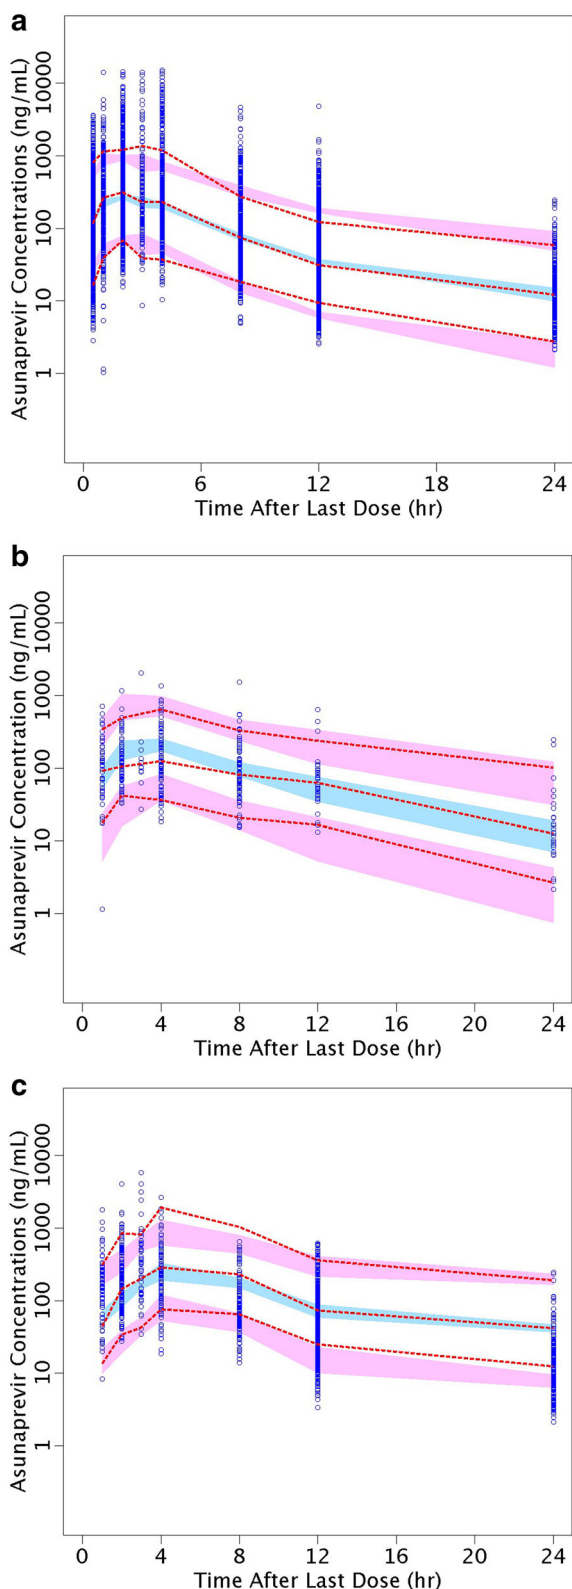 a
Asunaprevir Concentrations (ng/mL)
10000
1000
100
10
1
0 6 12 18 24
Time After Last Dose (hr)
b
Asunaprevir Concentration (ng/mL)
10000
1000
100
10
1
0 4 8 12 16 20 24
Time After Last Dose (hr)
c
Asunaprevir Concentrations (ng/mL)
10000
1000
100
10
1
0 4 8 12 16 20 24
Time After Last Dose (hr)